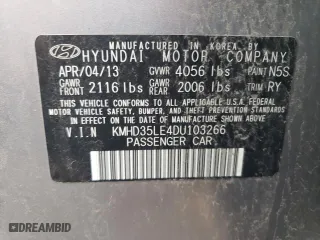 MANUFACTURED IN KOREA BY
HYUNDAI MOTOR COMPANY
APR/04/13 GVWR 4056 lbs PAINT N5S
GAWR FRONT 2116 lbs GAWR REAR 2006 lbs TRIM RY
THIS VEHICLE CONFORMS TO ALL APPLICABLE U.S.
FEDERAL MOTOR VEHICLE SAFETY, BUMPER, AND
THEFT PREVENTION STANDARDS IN EFFECT ON THE
DATE OF MANUFACTURE SHOWN ABOVE.
V.I.N KMHD35LE4DU103266
PASSENGER CAR